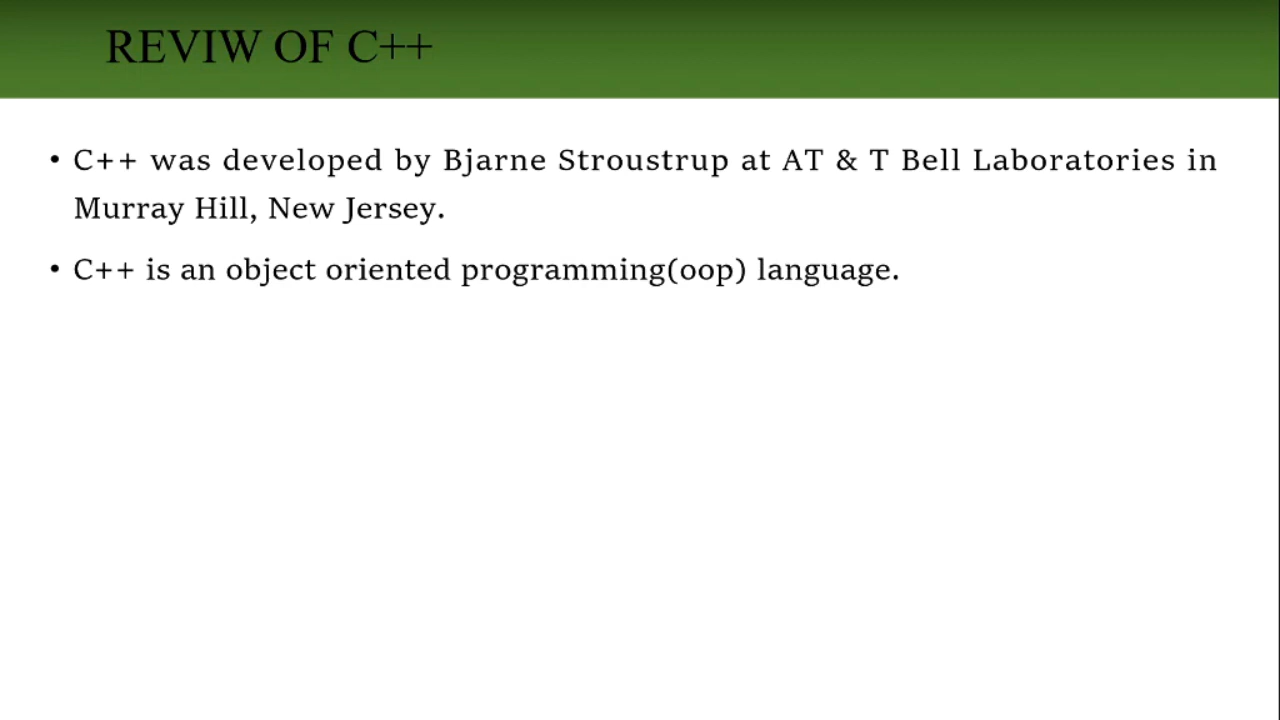 REVIW OF C++
• C++ was developed by Bjarne Stroustrup at AT & T Bell Laboratories in
Murray Hill, New Jersey.
• C++ is an object oriented programming(oop) language.